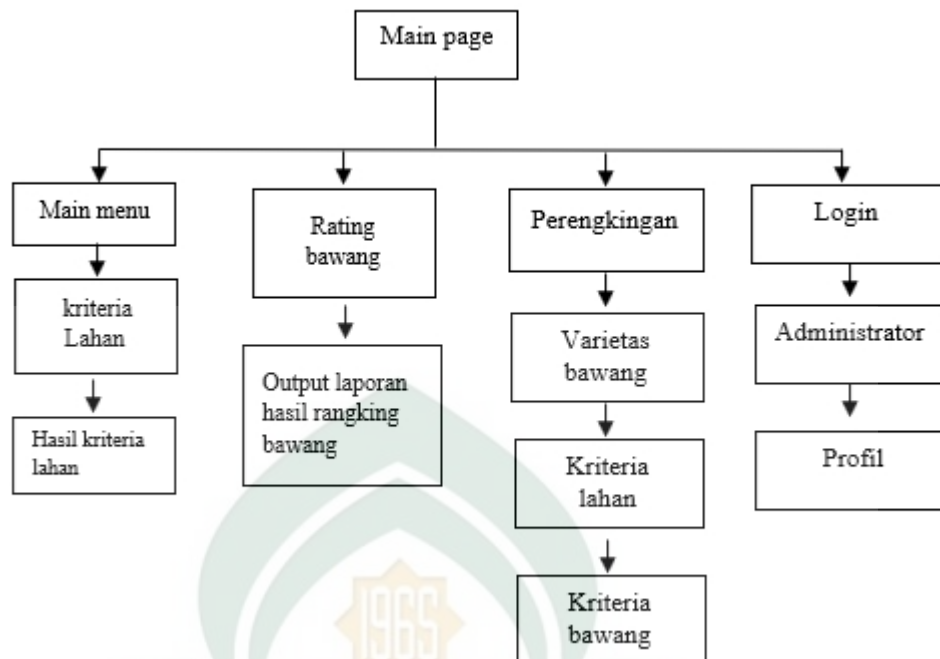 Main page
Main menu
Rating
bawang
Perengkingan
Login
kriteria
Lahan
Output laporan
hasil rangking
bawang
Varietas
bawang
Administrator
Hasil kriteria
lahan
Kriteria
lahan
Profil
Kriteria
bawang
1965